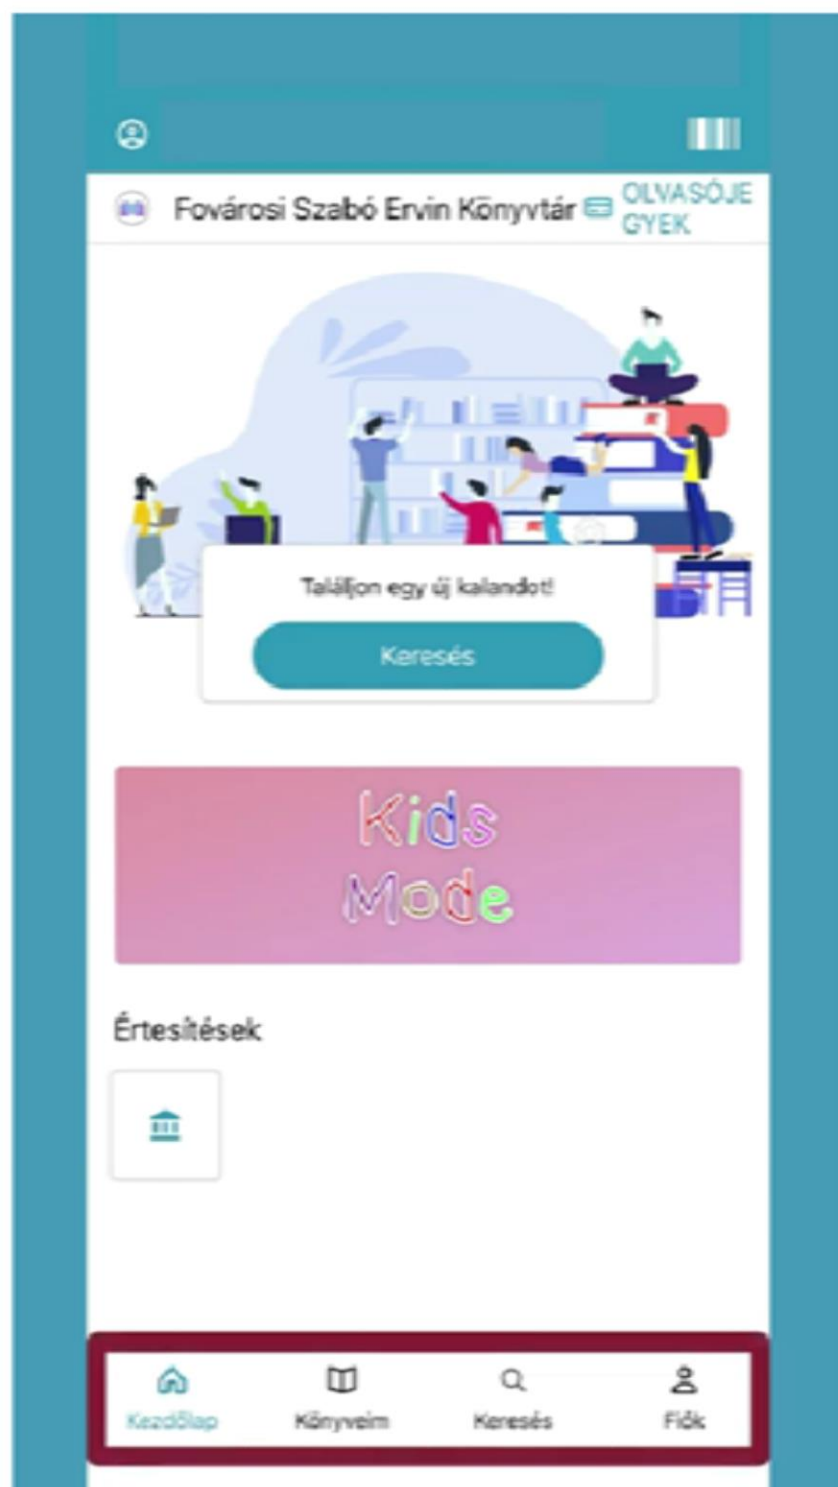 Fovárosi Szabó Ervin Könyvtár
OLVASÓJE
GYEK
Találjon egy új kalandot!
Keresés
Kids
Mode
Értesítések
Kezdőlap
Könyveim
Keresés
Fiók